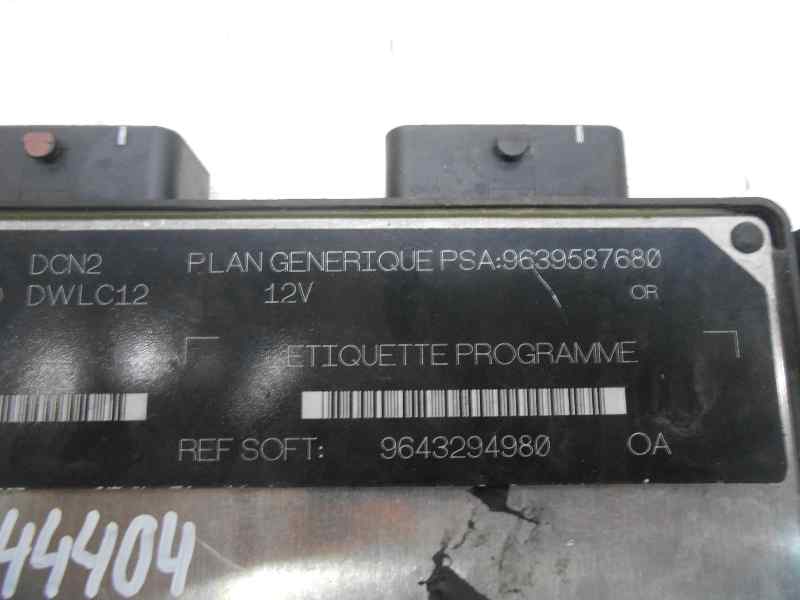 DCN2 PLAN GENERIQUE PSA:9639587680
DWLC12 12V OR
ETIQUETTE PROGRAMME
REF SOFT: 9643294980 OA
44404